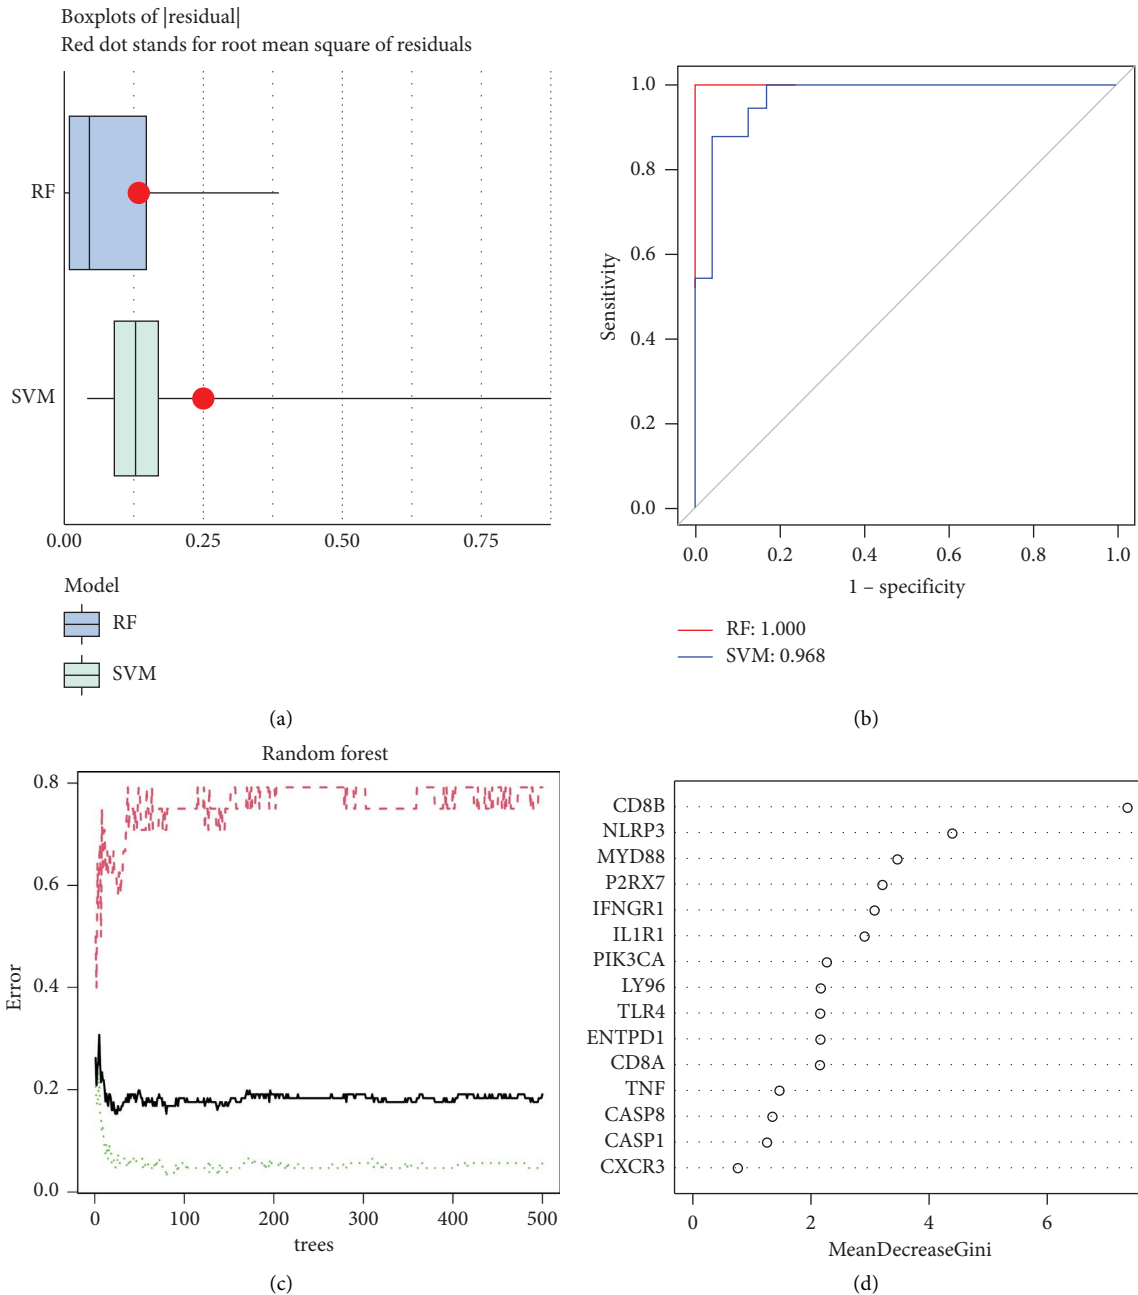 Boxplots of |residual|
Red dot stands for root mean square of residuals
RF
SVM
0.00 0.25 0.50 0.75
Model
RF
SVM
(a)
1.0
0.8
0.6
0.4
0.2
0.0
Sensitivity
0.0 0.2 0.4 0.6 0.8 1.0
1 – specificity
RF: 1.000
SVM: 0.968
(b)
Random forest
0.8
0.6
0.4
0.2
0.0
Error
0 100 200 300 400 500
trees
(c)
CD8B
NLRP3
MYD88
P2RX7
IFNGR1
IL1R1
PIK3CA
LY96
TLR4
ENTPD1
CD8A
TNF
CASP8
CASP1
CXCR3
0 2 4 6
MeanDecreaseGini
(d)